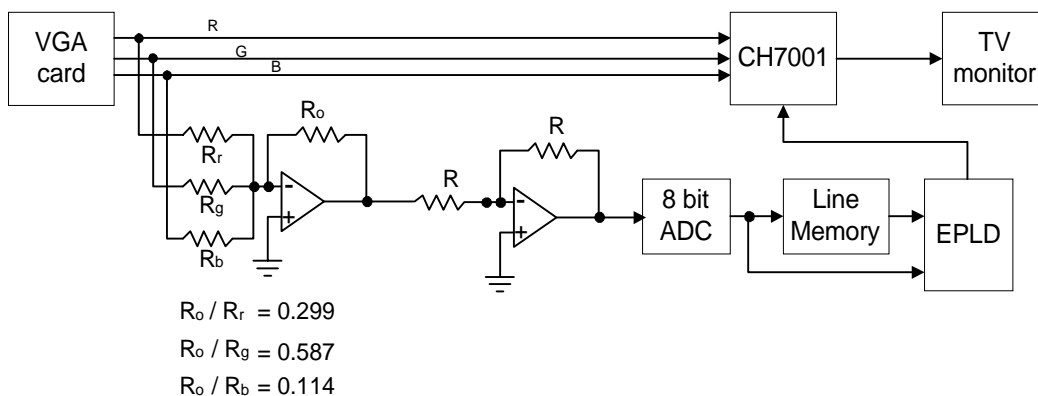 VGA
card
R
G
B
CH7001
TV
monitor
Ro
Rr
Rg
Rb
-
+
R
R
-
+
8 bit
ADC
Line
Memory
EPLD
Ro / Rr = 0.299
Ro / Rg = 0.587
Ro / Rb = 0.114